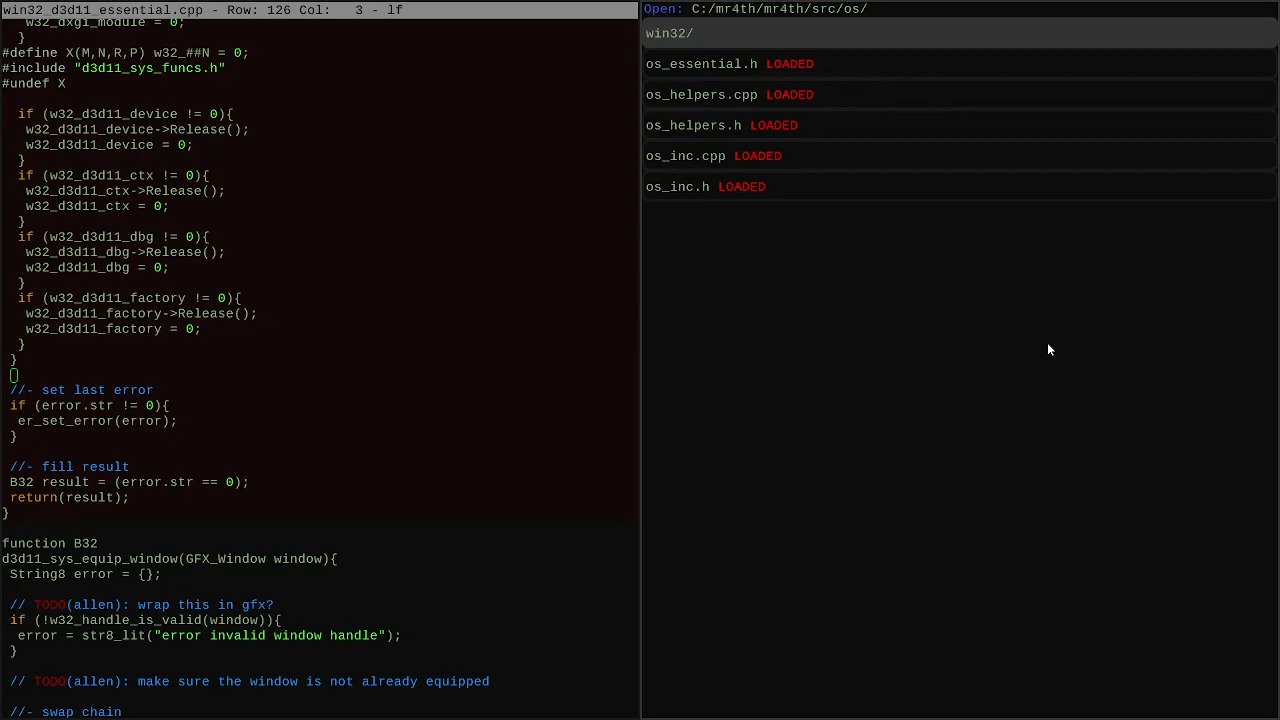 win32_d3d11_essential.cpp - Row: 126 Col:   3 - lf
w32_dxgi_module = 0;
}
#define X(M,N,R,P) w32_##N = 0;
#include "d3d11_sys_funcs.h"
#undef X
if (w32_d3d11_device != 0){
w32_d3d11_device->Release();
w32_d3d11_device = 0;
}
if (w32_d3d11_ctx != 0){
w32_d3d11_ctx->Release();
w32_d3d11_ctx = 0;
}
if (w32_d3d11_dbg != 0){
w32_d3d11_dbg->Release();
w32_d3d11_dbg = 0;
}
if (w32_d3d11_factory != 0){
w32_d3d11_factory->Release();
w32_d3d11_factory = 0;
}
}
//- set last error
if (error.str != 0){
er_set_error(error);
}
//- fill result
B32 result = (error.str == 0);
return(result);
}
function B32
d3d11_sys_equip_window(GFX_Window window){
String8 error = {};
// TODO(allen): wrap this in gfx?
if (!w32_handle_is_valid(window)){
error = str8_lit("error invalid window handle");
}
// TODO(allen): make sure the window is not already equipped
//- swap chain
Open: C:/mr4th/mr4th/src/os/
win32/
os_essential.h LOADED
os_helpers.cpp LOADED
os_helpers.h LOADED
os_inc.cpp LOADED
os_inc.h LOADED